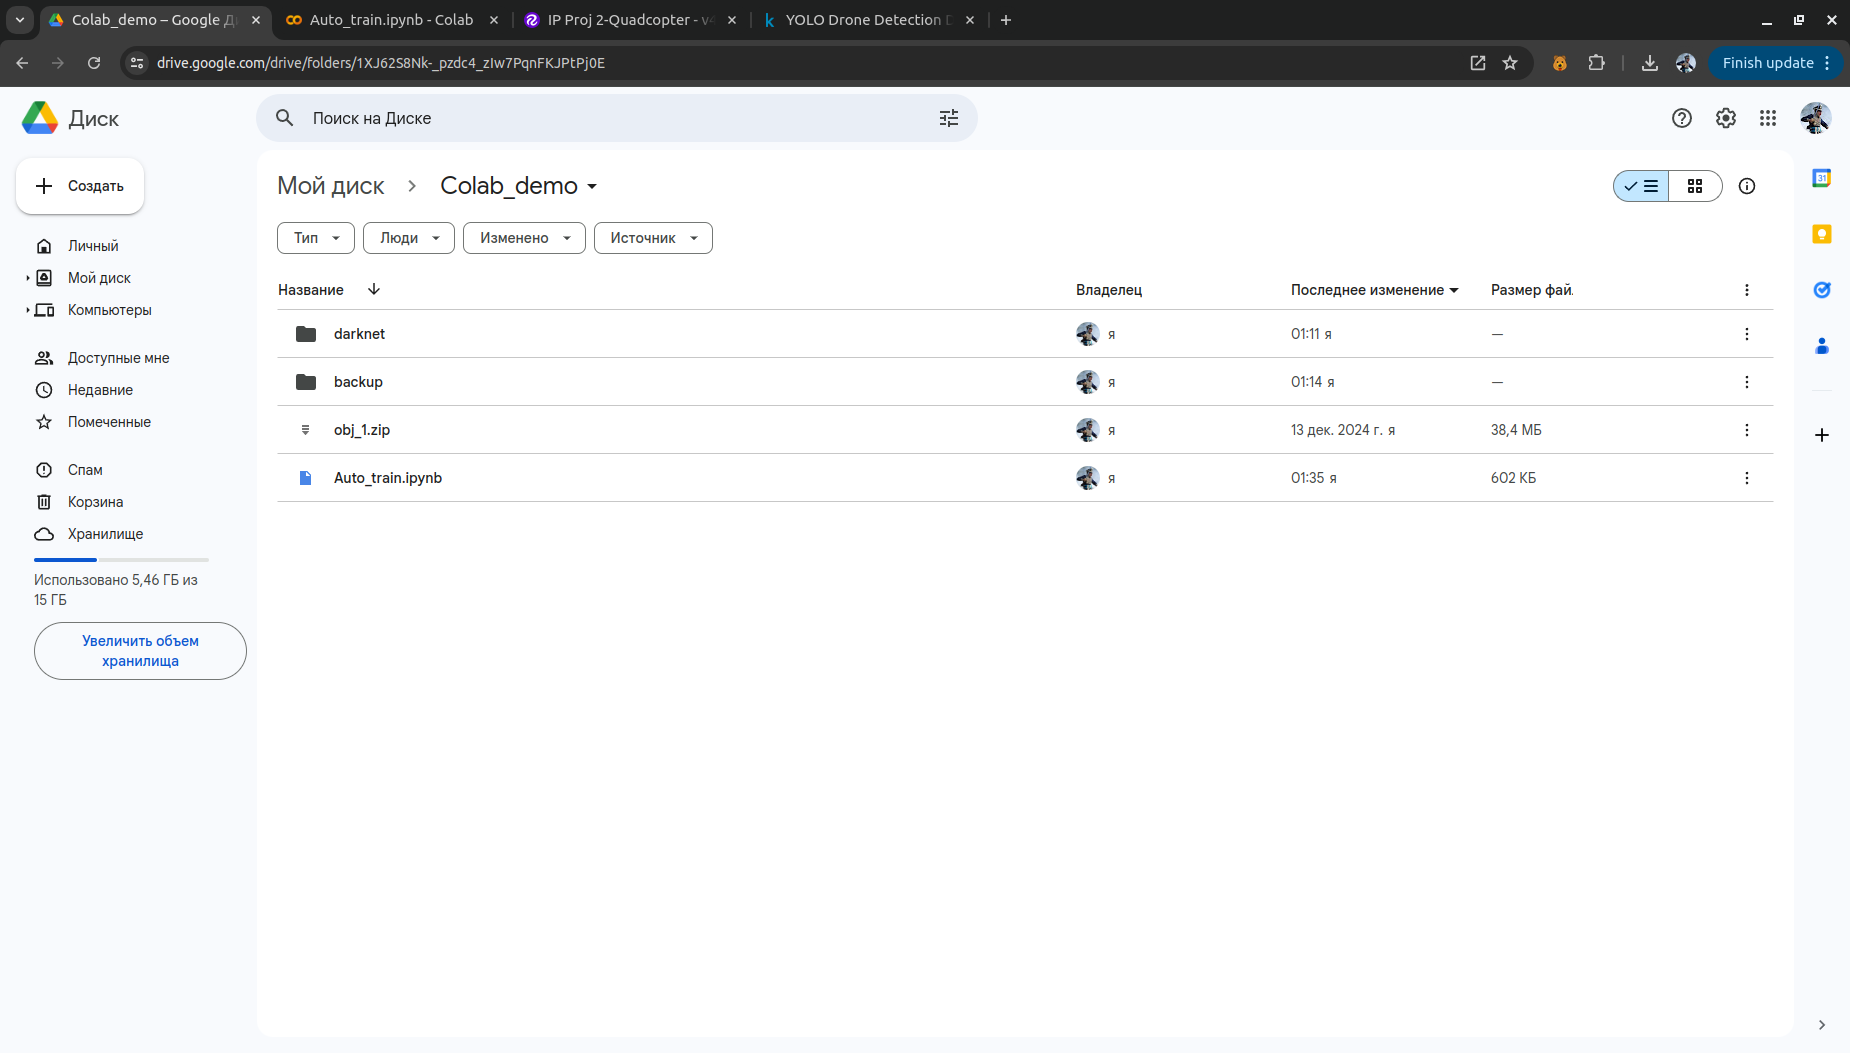 Colab_demo – Google Д
Auto_train.ipynb - Colab
IP Proj 2-Quadcopter - v4
YOLO Drone Detection D
drive.google.com/drive/folders/1XJ62S8Nk-_pzdc4_zIw7PqnFKJPtPj0E
Finish update
Диск
Поиск на Диске
Создать
Мой диск
Colab_demo
Тип
Люди
Изменено
Источник
Личный
Мой диск
Компьютеры
Доступные мне
Недавние
Помеченные
Спам
Корзина
Хранилище
Использовано 5,46 ГБ из
15 ГБ
Увеличить объем
хранилища
Название Владелец Последнее изменение Размер фай
darknet я 01:11 я —
backup я 01:14 я —
obj_1.zip я 13 дек. 2024 г. я 38,4 МБ
Auto_train.ipynb я 01:35 я 602 КБ
31